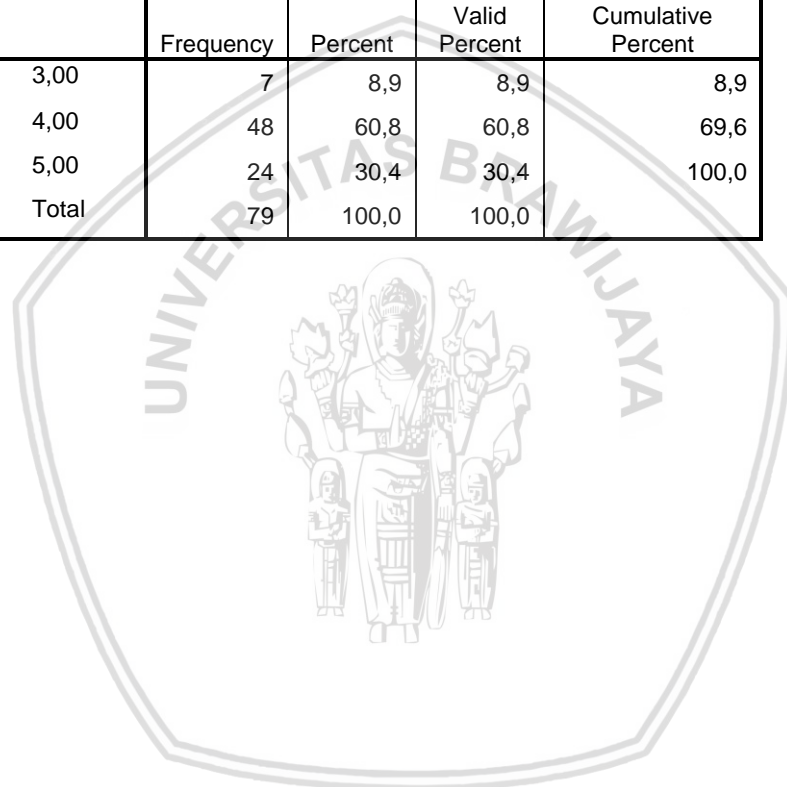 Frequency Percent Valid Percent Cumulative Percent
3,00 7 8,9 8,9 8,9
4,00 48 60,8 60,8 69,6
5,00 24 30,4 30,4 100,0
Total 79 100,0 100,0
UNIVERSITAS BRAWIJAYA